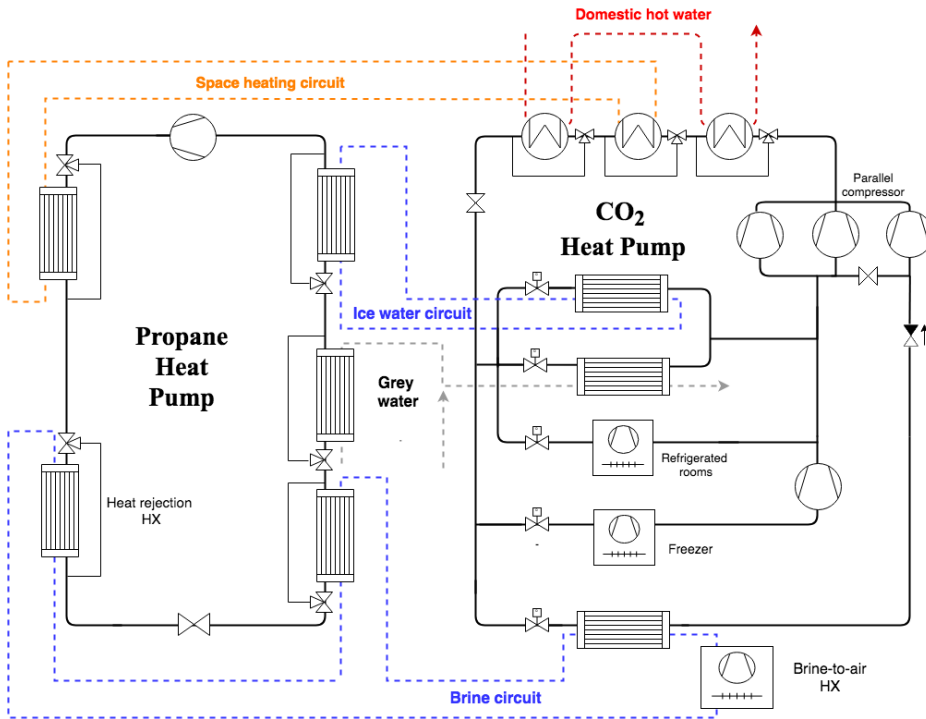 Domestic hot water
Space heating circuit
Parallel
compressor
CO2
Heat Pump
Ice water circuit
Propane
Heat
Pump
Grey
water
Refrigerated
rooms
Heat rejection
HX
Freezer
Brine-to-air
HX
Brine circuit